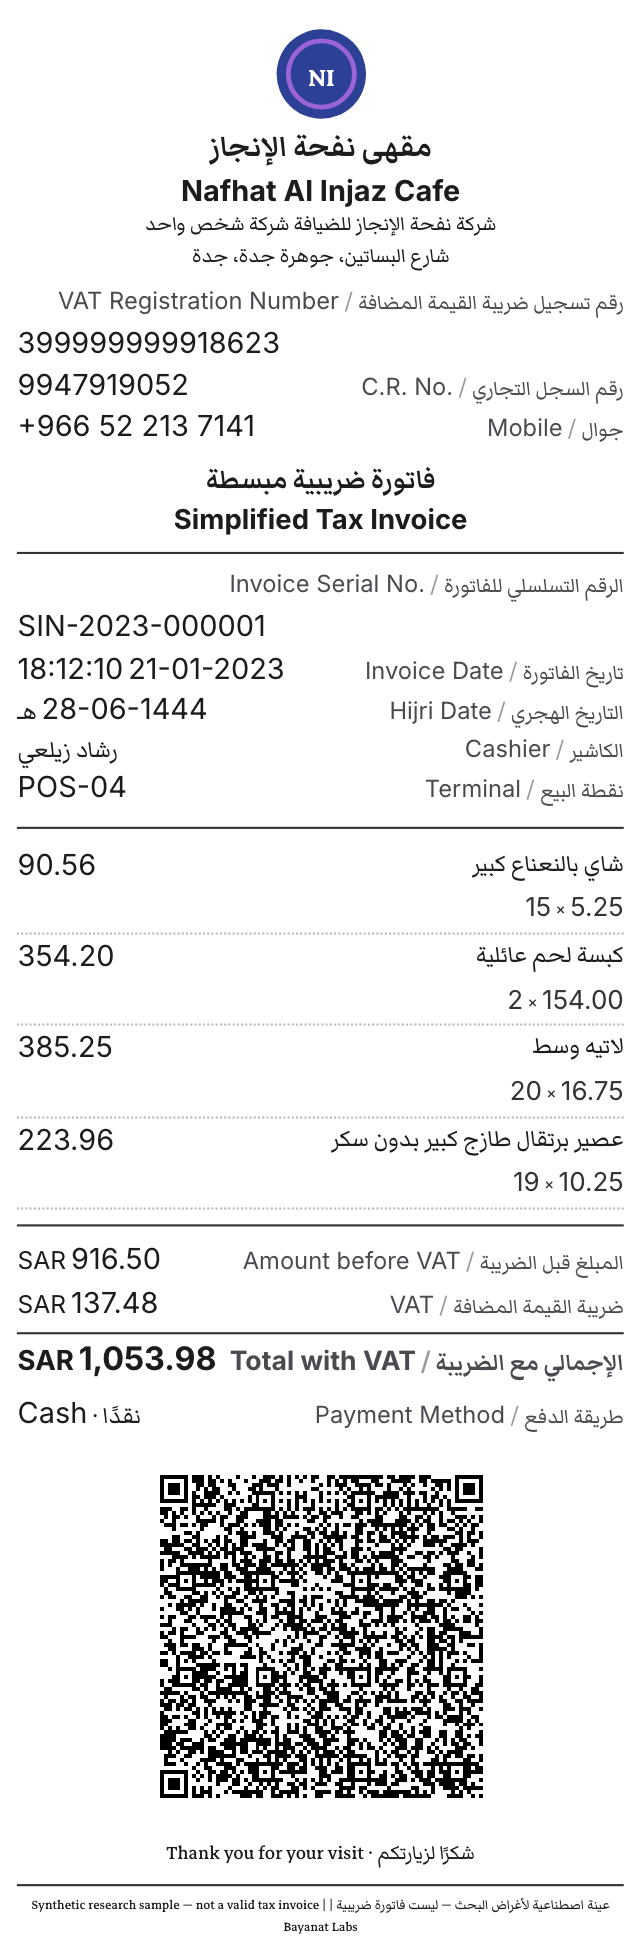 NI
مقهى نفحة الإنجاز
Nafhat Al Injaz Cafe
شركة نفحة الإنجاز للضيافة شركة شخص واحد
شارع البساتين، جوهرة جدة، جدة
رقم تسجيل ضريبة القيمة المضافة / VAT Registration Number
399999999918623
رقم السجل التجاري / C.R. No. 9947919052
جوال / Mobile +966 52 213 7141
فاتورة ضريبية مبسطة
Simplified Tax Invoice
الرقم التسلسلي للفاتورة / Invoice Serial No.
SIN-2023-000001
تاريخ الفاتورة / Invoice Date 18:12:10 21-01-2023
التاريخ الهجري / Hijri Date 28-06-1444 هـ
الكاشير / Cashier رشاد زيلعي
نقطة البيع / Terminal POS-04
شاي بالنعناع كبير 90.56
15 × 5.25
كبسة لحم عائلية 354.20
2 × 154.00
لاتيه وسط 385.25
20 × 16.75
عصير برتقال طازج كبير بدون سكر 223.96
19 × 10.25
المبلغ قبل الضريبة / Amount before VAT SAR 916.50
ضريبة القيمة المضافة / VAT SAR 137.48
الإجمالي مع الضريبة / Total with VAT SAR 1,053.98
طريقة الدفع / Payment Method نقدًا · Cash
شكرًا لزيارتكم · Thank you for your visit
عينة اصطناعية لأغراض البحث — ليست فاتورة ضريبية | Synthetic research sample — not a valid tax invoice |
Bayanat Labs